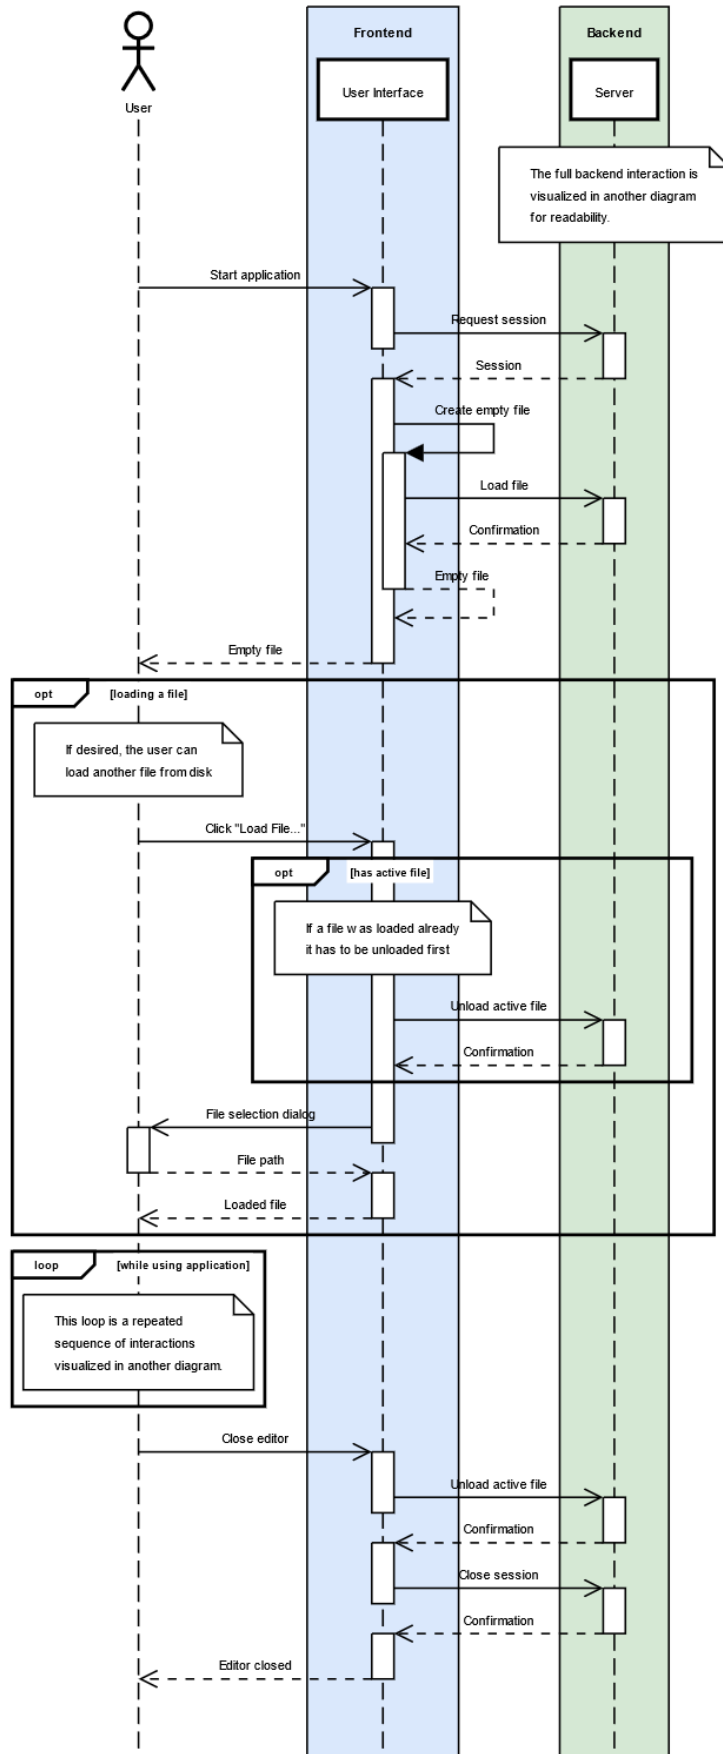 Frontend
Backend
User Interface
Server
User
The full backend interaction is
visualized in another diagram
for readability.
Start application
Request session
Session
Create empty file
Load file
Confirmation
Empty file
Empty file
opt
[loading a file]
If desired, the user can
load another file from disk
Click "Load File..."
opt
[has active file]
If a file was loaded already
it has to be unloaded first
Unload active file
Confirmation
File selection dialog
File path
Loaded file
loop
[while using application]
This loop is a repeated
sequence of interactions
visualized in another diagram.
Close editor
Unload active file
Confirmation
Close session
Confirmation
Editor closed